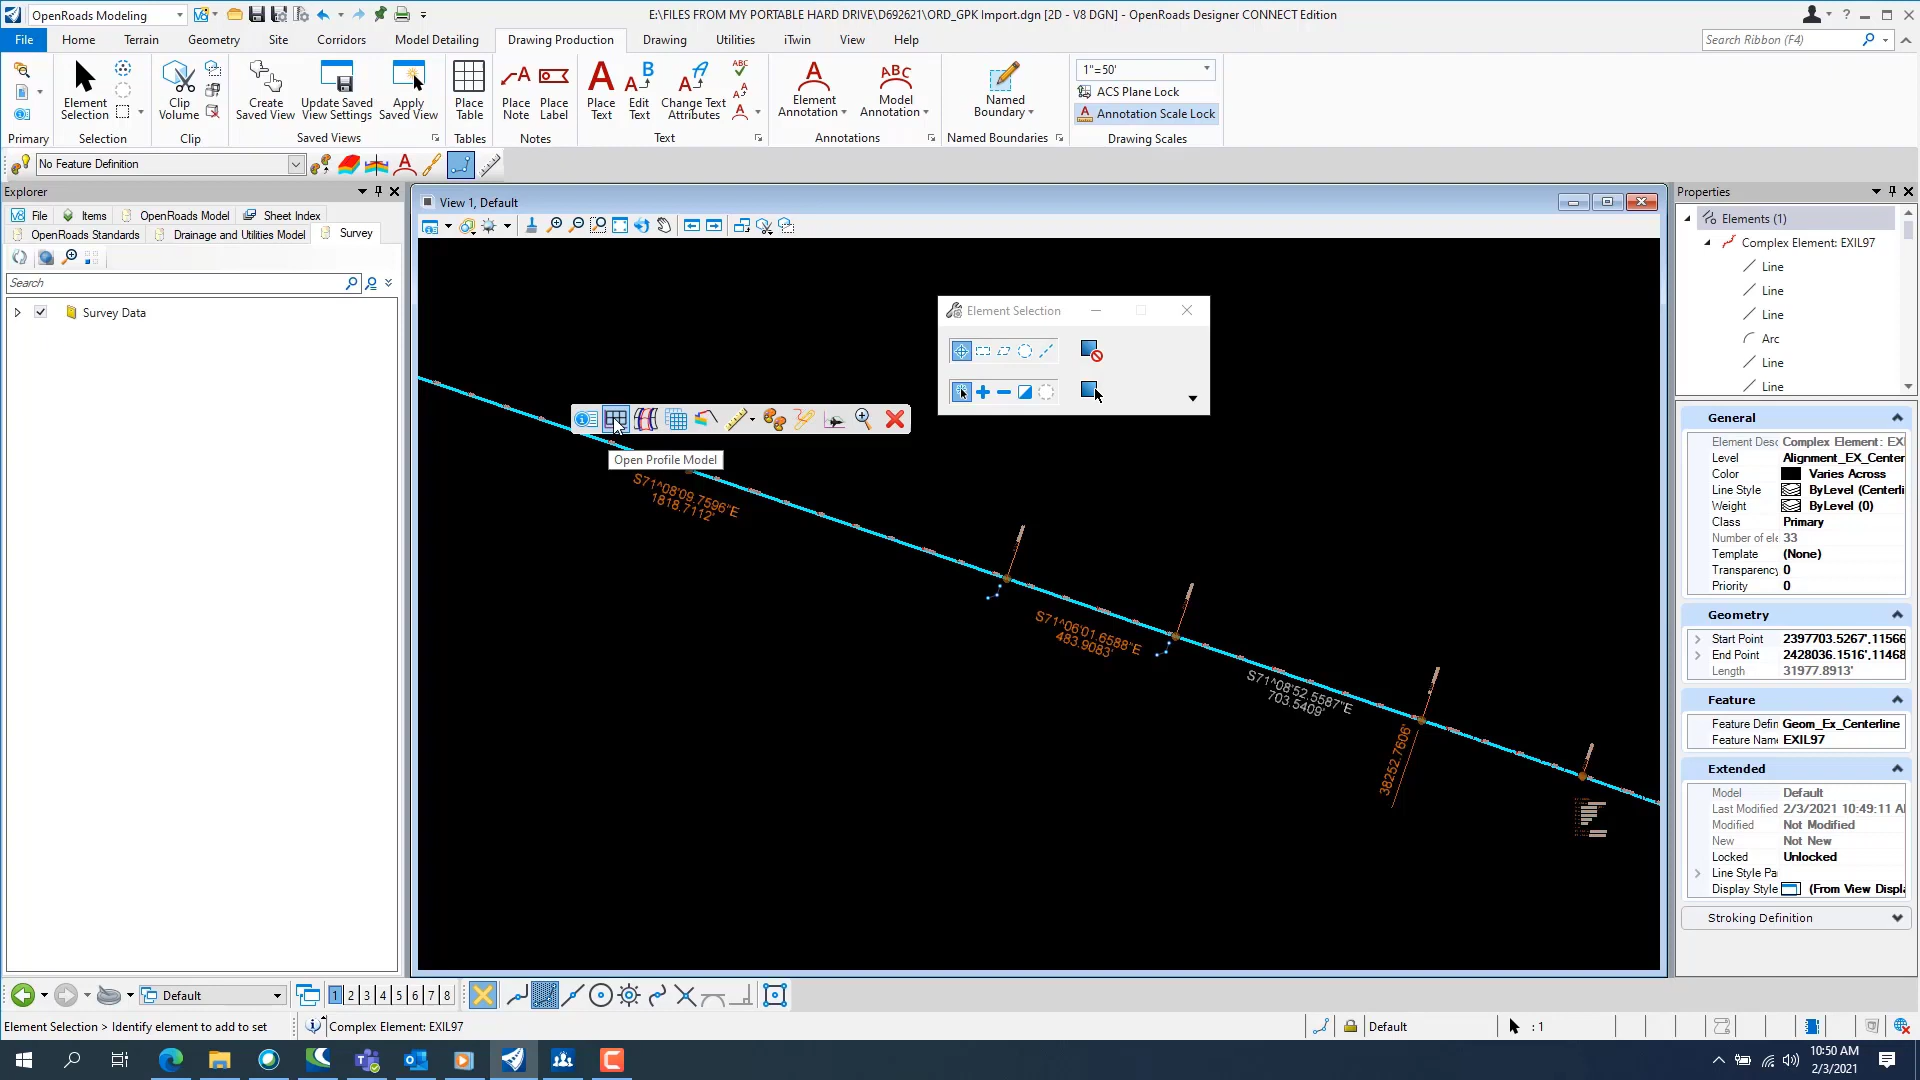 OpenRoads Modeling
E:\FILES FROM MY PORTABLE HARD DRIVE\D692621\ORD_GPK Import.dgn [2D - V8 DGN] - OpenRoads Designer CONNECT Edition
File
Home
Terrain
Geometry
Site
Corridors
Model Detailing
Drawing Production
Drawing
Utilities
iTwin
View
Help
Search Ribbon (F4)
Element Selection
Clip Volume
Create Saved View
Update Saved View Settings
Apply Saved View
Place Table
Place Note
Place Label
Place Text
Edit Text
Change Text Attributes
Element Annotation
Model Annotation
Named Boundary
1"=50'
ACS Plane Lock
Annotation Scale Lock
Primary
Selection
Clip
Saved Views
Tables
Notes
Text
Annotations
Named Boundaries
Drawing Scales
No Feature Definition
Explorer
File
Items
OpenRoads Model
Sheet Index
OpenRoads Standards
Drainage and Utilities Model
Survey
Search
Survey Data
View 1, Default
Element Selection
Open Profile Model
S71^08'09.7596"E
1818.7112'
S71^06'01.6588"E
483.9083'
S71^08'52.5587"E
703.5409'
38252.7606'
Properties
Elements (1)
Complex Element: EXIL97
Line
Line
Line
Arc
Line
Line
General
Element Desc Complex Element: EXI
Level Alignment_EX_Center
Color Varies Across
Line Style ByLevel (Centerli
Weight ByLevel (0)
Class Primary
Number of ele 33
Template (None)
Transparency 0
Priority 0
Geometry
Start Point 2397703.5267',11566
End Point 2428036.1516',11468
Length 31977.8913'
Feature
Feature Defin Geom_Ex_Centerline
Feature Name EXIL97
Extended
Model Default
Last Modified 2/3/2021 10:49:11 A
Modified Not Modified
New Not New
Locked Unlocked
Line Style Pa
Display Style (From View Displa
Stroking Definition
Default
1 2 3 4 5 6 7 8
Element Selection > Identify element to add to set
Complex Element: EXIL97
Default
: 1
10:50 AM
2/3/2021